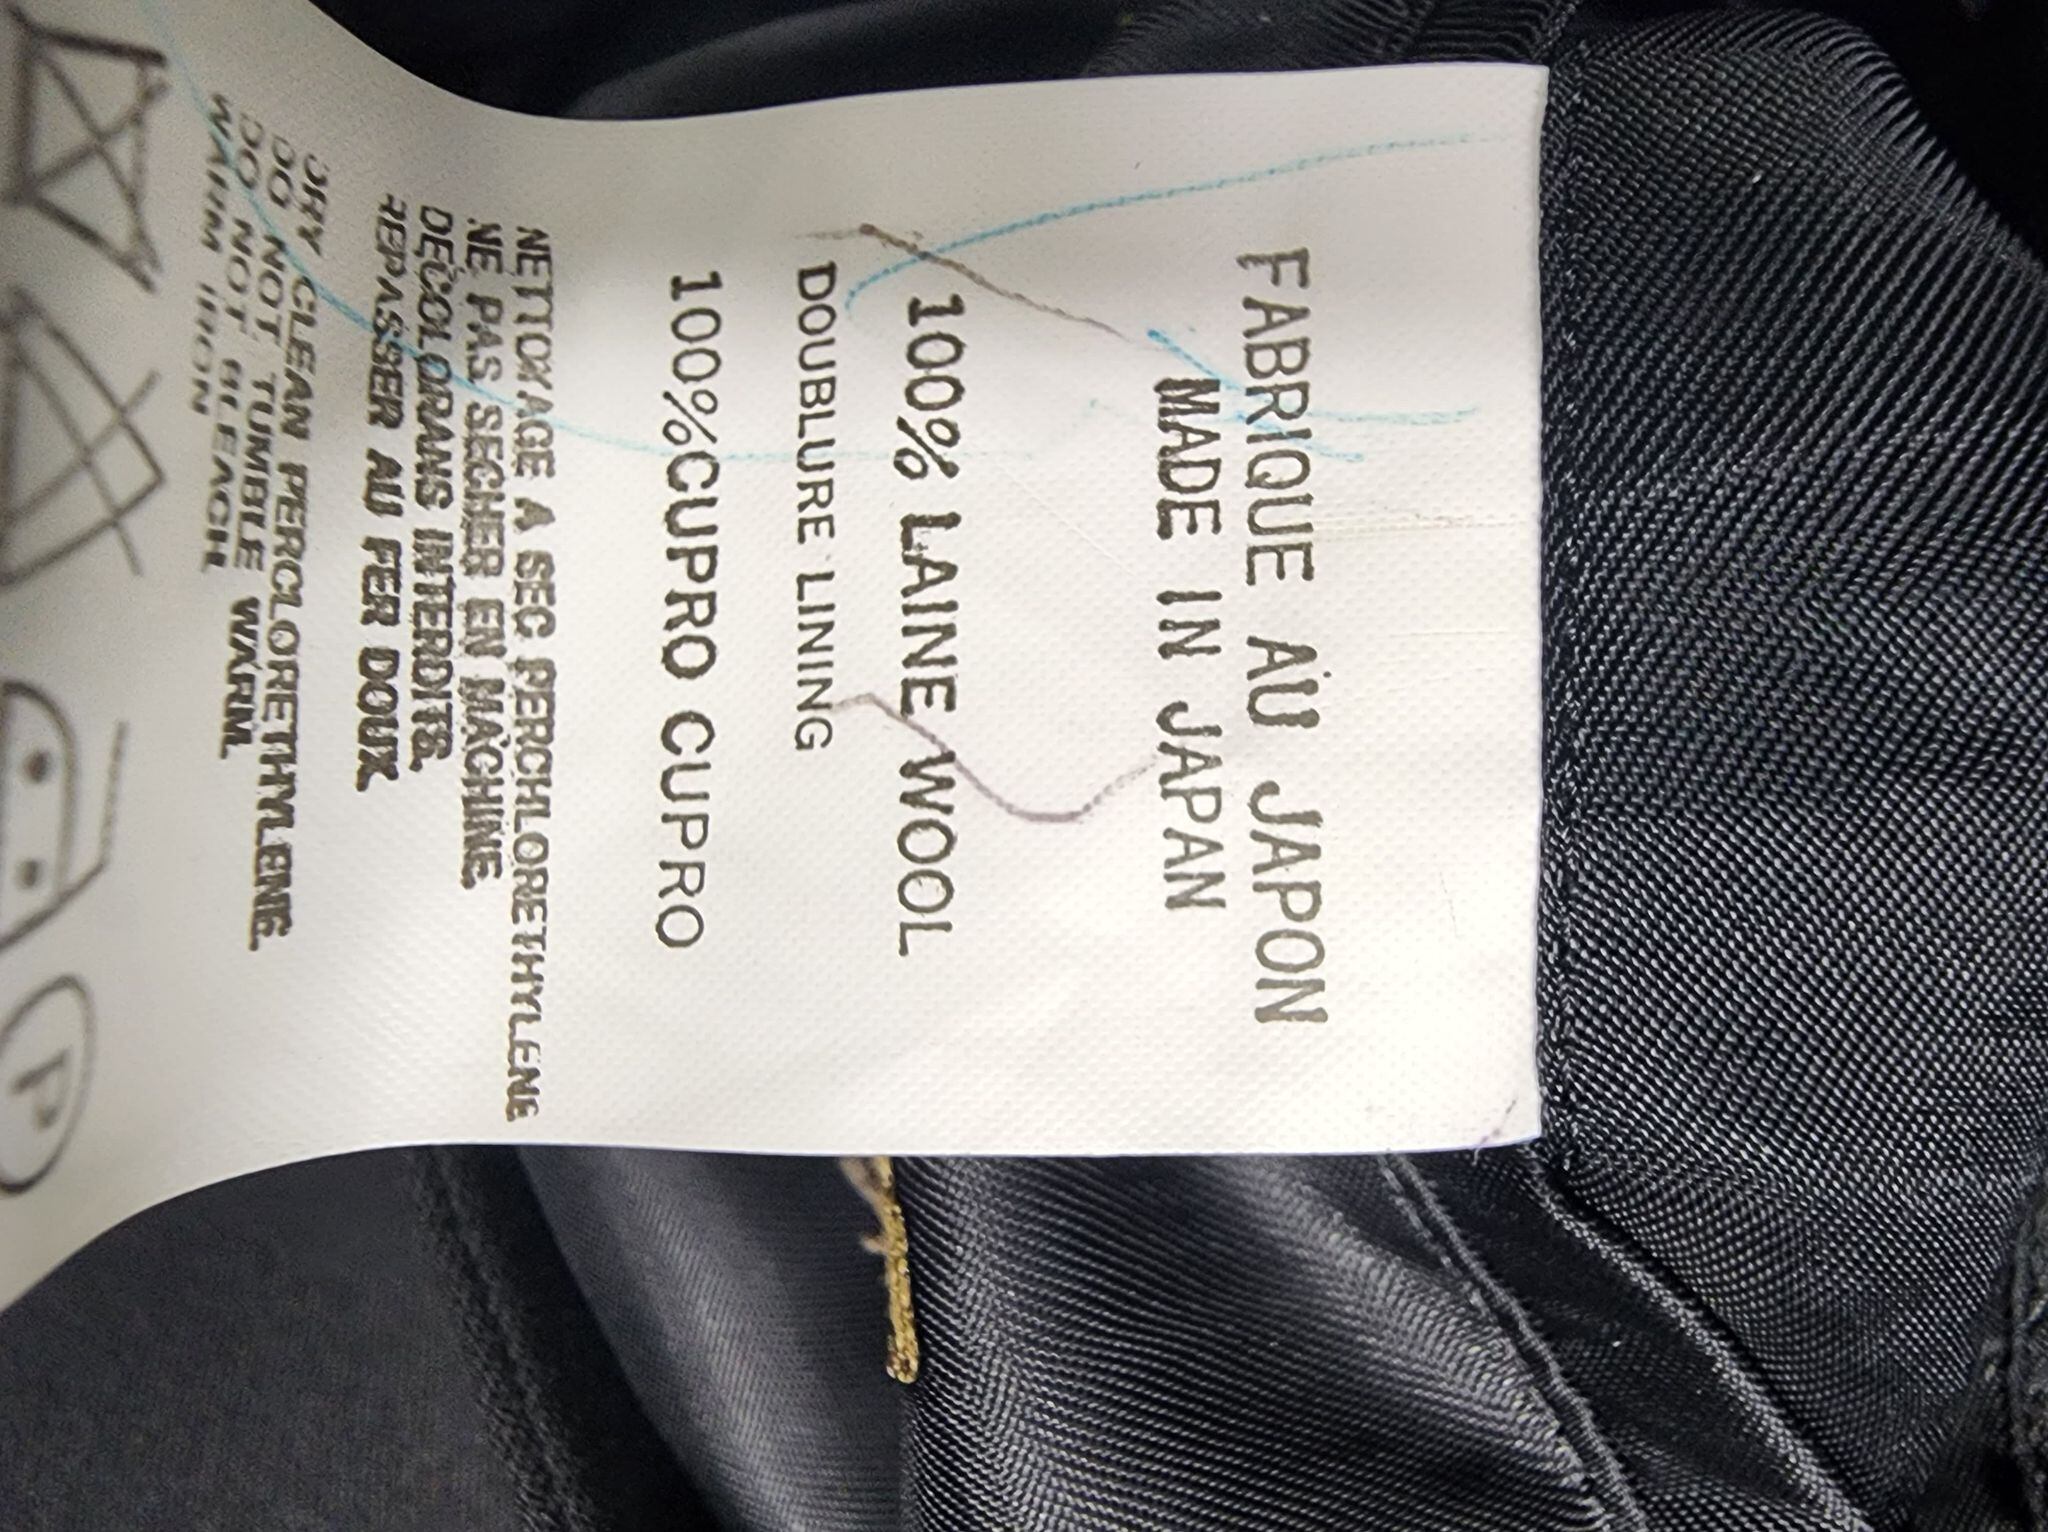 FABRIQUE AU JAPON
MADE IN JAPAN
100% LAINE WOOL
DOUBLURE LINING
100%CUPRO CUPRO
NETTOYAGE A SEC PERCHLORETHYLENE
NE PAS SECHER EN MACHINE.
DECOLORANS INTERDITS.
REPASSER AU FER DOUX.
DRY CLEAN PERCLORETHYLENE.
DO NOT TUMBLE WARM.
DO NOT BLEACH
WARM IRON
P